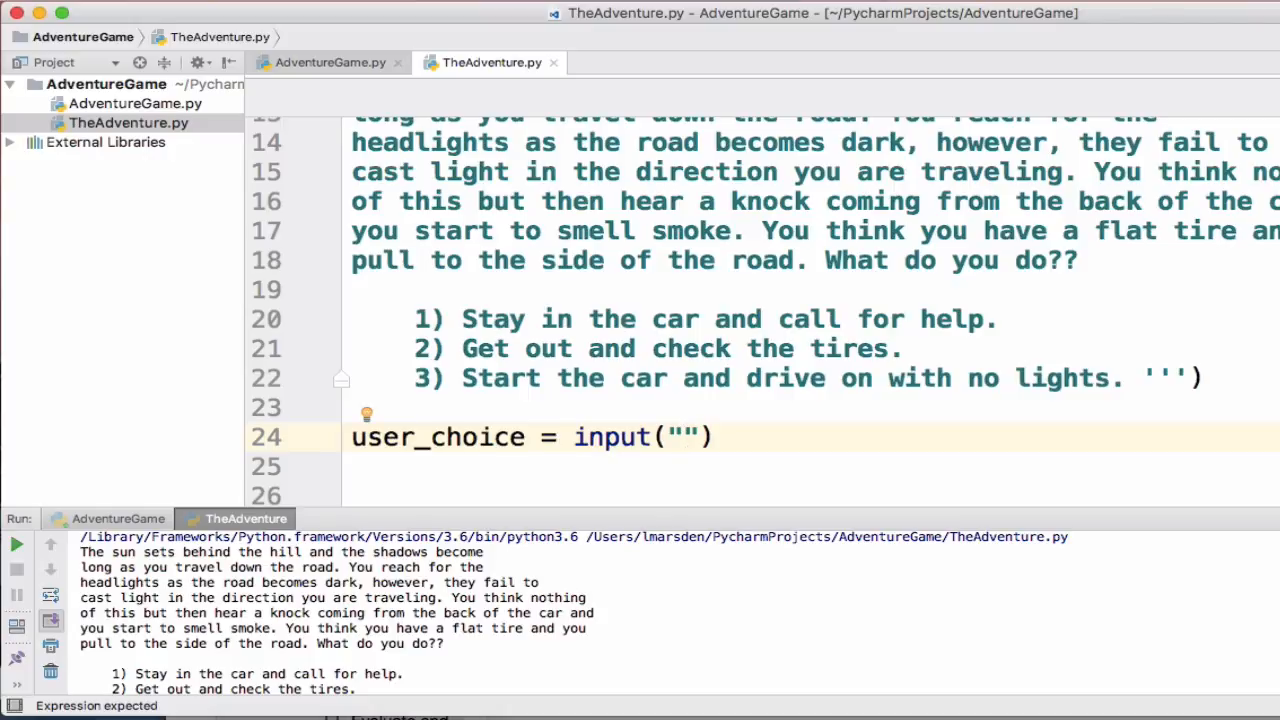 TheAdventure.py - AdventureGame - [~/PycharmProjects/AdventureGame]
AdventureGame TheAdventure.py
Project AdventureGame.py TheAdventure.py
AdventureGame ~/Pycharm
AdventureGame.py
TheAdventure.py
External Libraries
long as you travel down the road. You reach for the
14 headlights as the road becomes dark, however, they fail to
15 cast light in the direction you are traveling. You think no
16 of this but then hear a knock coming from the back of the c
17 you start to smell smoke. You think you have a flat tire an
18 pull to the side of the road. What do you do??
19
20 1) Stay in the car and call for help.
21 2) Get out and check the tires.
22 3) Start the car and drive on with no lights. ''')
23
24 user_choice = input("")
25
26
Run: AdventureGame TheAdventure
/Library/Frameworks/Python.framework/Versions/3.6/bin/python3.6 /Users/lmarsden/PycharmProjects/AdventureGame/TheAdventure.py
The sun sets behind the hill and the shadows become
long as you travel down the road. You reach for the
headlights as the road becomes dark, however, they fail to
cast light in the direction you are traveling. You think nothing
of this but then hear a knock coming from the back of the car and
you start to smell smoke. You think you have a flat tire and you
pull to the side of the road. What do you do??
1) Stay in the car and call for help.
2) Get out and check the tires.
Expression expected